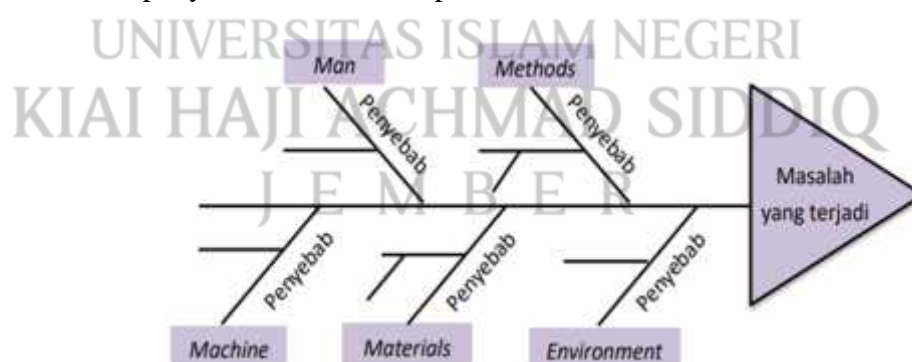 UNIVERSITAS ISLAM NEGERI
Man
Methods
KIAI HAJI ACHMAD SIDDIQ
Penyebab
Penyebab
J E M B E R
Masalah
yang terjadi
Penyebab
Penyebab
Penyebab
Machine
Materials
Environment